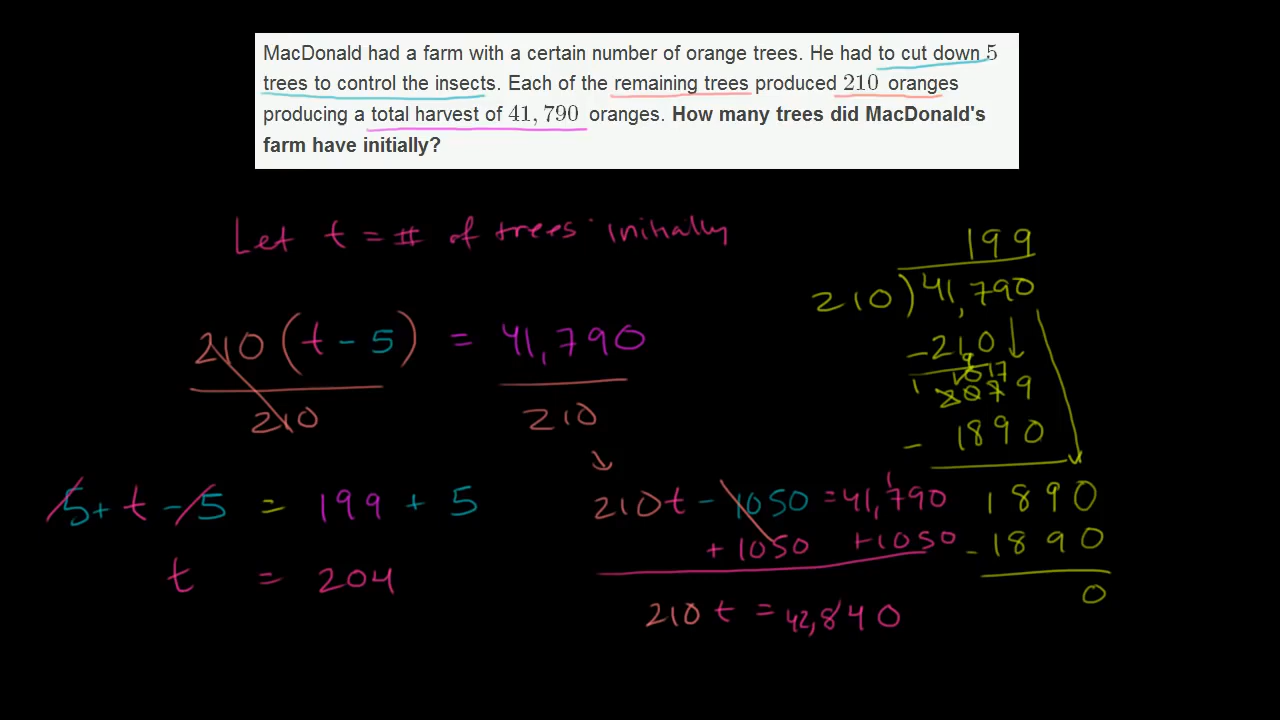 MacDonald had a farm with a certain number of orange trees. He had to cut down 5
trees to control the insects. Each of the remaining trees produced 210 oranges
producing a total harvest of 41,790 oranges. How many trees did MacDonald's
farm have initially?
Let t = # of trees initially
210 (t - 5) = 41,790
210 210
5 + t - 5 = 199 + 5
t = 204
210t - 1050 = 41,790
+ 1050 +1050
210 t = 42,840
199
210 ) 41,790
- 210
2079
- 1890
1890
- 1890
0